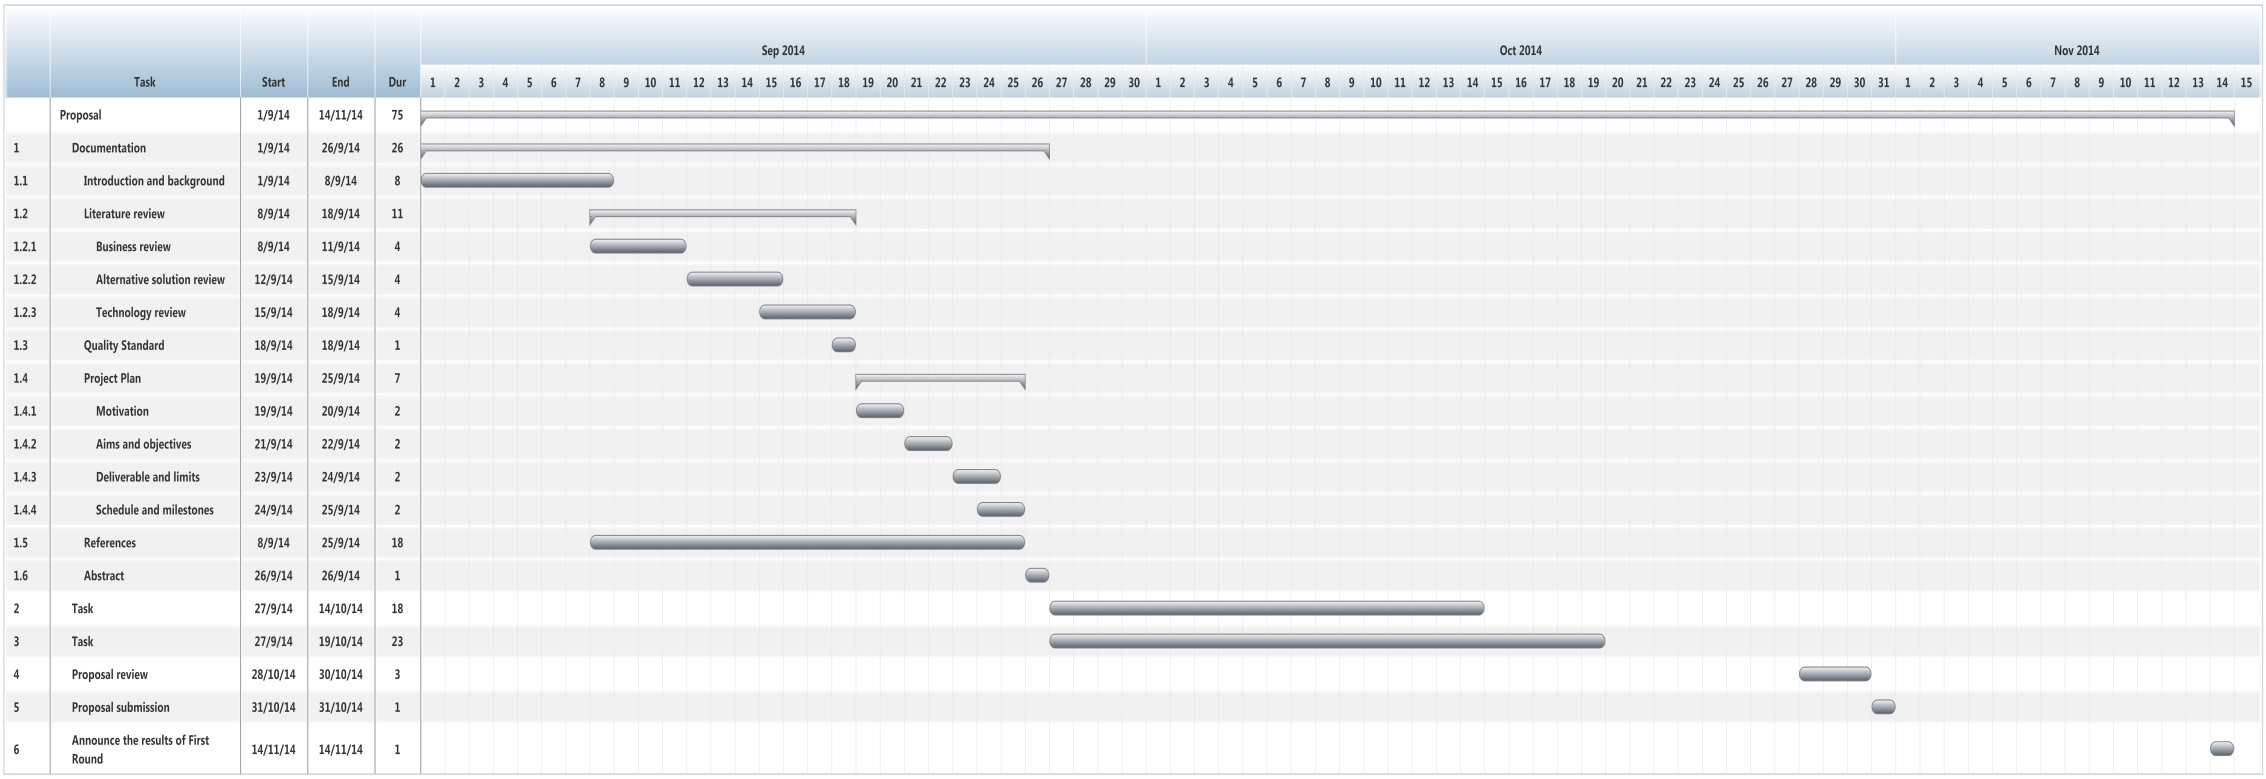 Sep 2014 Oct 2014 Nov 2014
Task Start End Dur 1 2 3 4 5 6 7 8 9 10 11 12 13 14 15 16 17 18 19 20 21 22 23 24 25 26 27 28 29 30 1 2 3 4 5 6 7 8 9 10 11 12 13 14 15 16 17 18 19 20 21 22 23 24 25 26 27 28 29 30 31 1 2 3 4 5 6 7 8 9 10 11 12 13 14 15
Proposal 1/9/14 14/11/14 75
1 Documentation 1/9/14 26/9/14 26
1.1 Introduction and background 1/9/14 8/9/14 8
1.2 Literature review 8/9/14 18/9/14 11
1.2.1 Business review 8/9/14 11/9/14 4
1.2.2 Alternative solution review 12/9/14 15/9/14 4
1.2.3 Technology review 15/9/14 18/9/14 4
1.3 Quality Standard 18/9/14 18/9/14 1
1.4 Project Plan 19/9/14 25/9/14 7
1.4.1 Motivation 19/9/14 20/9/14 2
1.4.2 Aims and objectives 21/9/14 22/9/14 2
1.4.3 Deliverable and limits 23/9/14 24/9/14 2
1.4.4 Schedule and milestones 24/9/14 25/9/14 2
1.5 References 8/9/14 25/9/14 18
1.6 Abstract 26/9/14 26/9/14 1
2 Task 27/9/14 14/10/14 18
3 Task 27/9/14 19/10/14 23
4 Proposal review 28/10/14 30/10/14 3
5 Proposal submission 31/10/14 31/10/14 1
6 Announce the results of First 14/11/14 14/11/14 1
Round